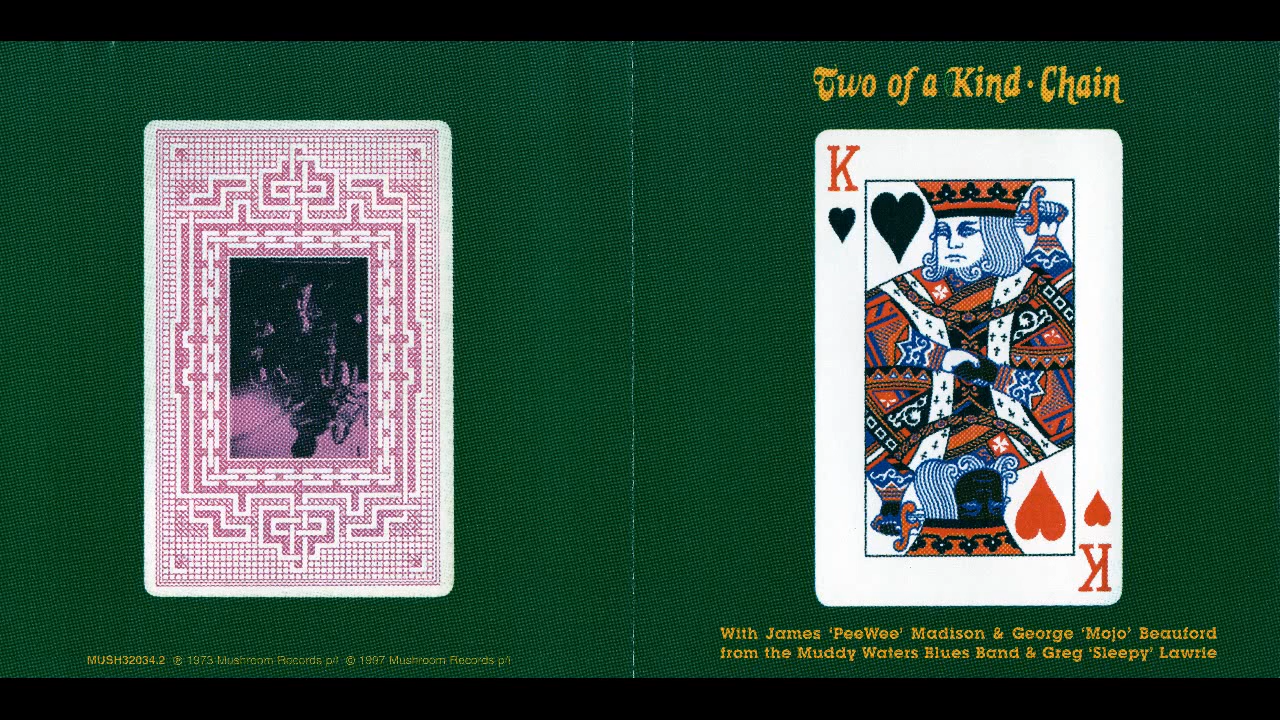 MUSH32034.2 ℗ 1973 Mushroom Records p/l © 1997 Mushroom Records p/l
Two of a Kind · Chain
K
K
With James ‘PeeWee’ Madison & George ‘Mojo’ Beauford
from the Muddy Waters Blues Band & Greg ‘Sleepy’ Lawrie